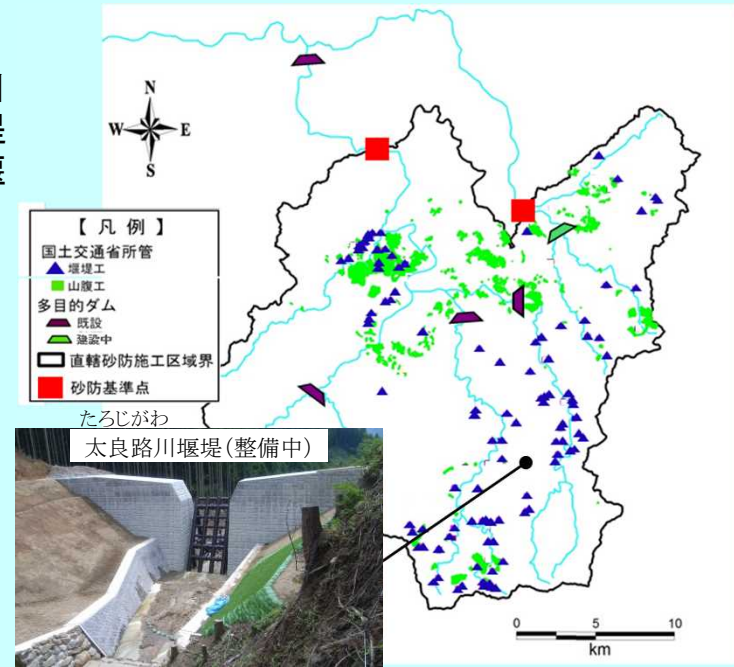 N
W E
S
【 凡 例 】
国土交通省所管
堰堤工
山腹工
多目的ダム
既設
建設中
直轄砂防施工区域界
砂防基準点
たろじがわ
太良路川堰堤(整備中)
0 5 10
km